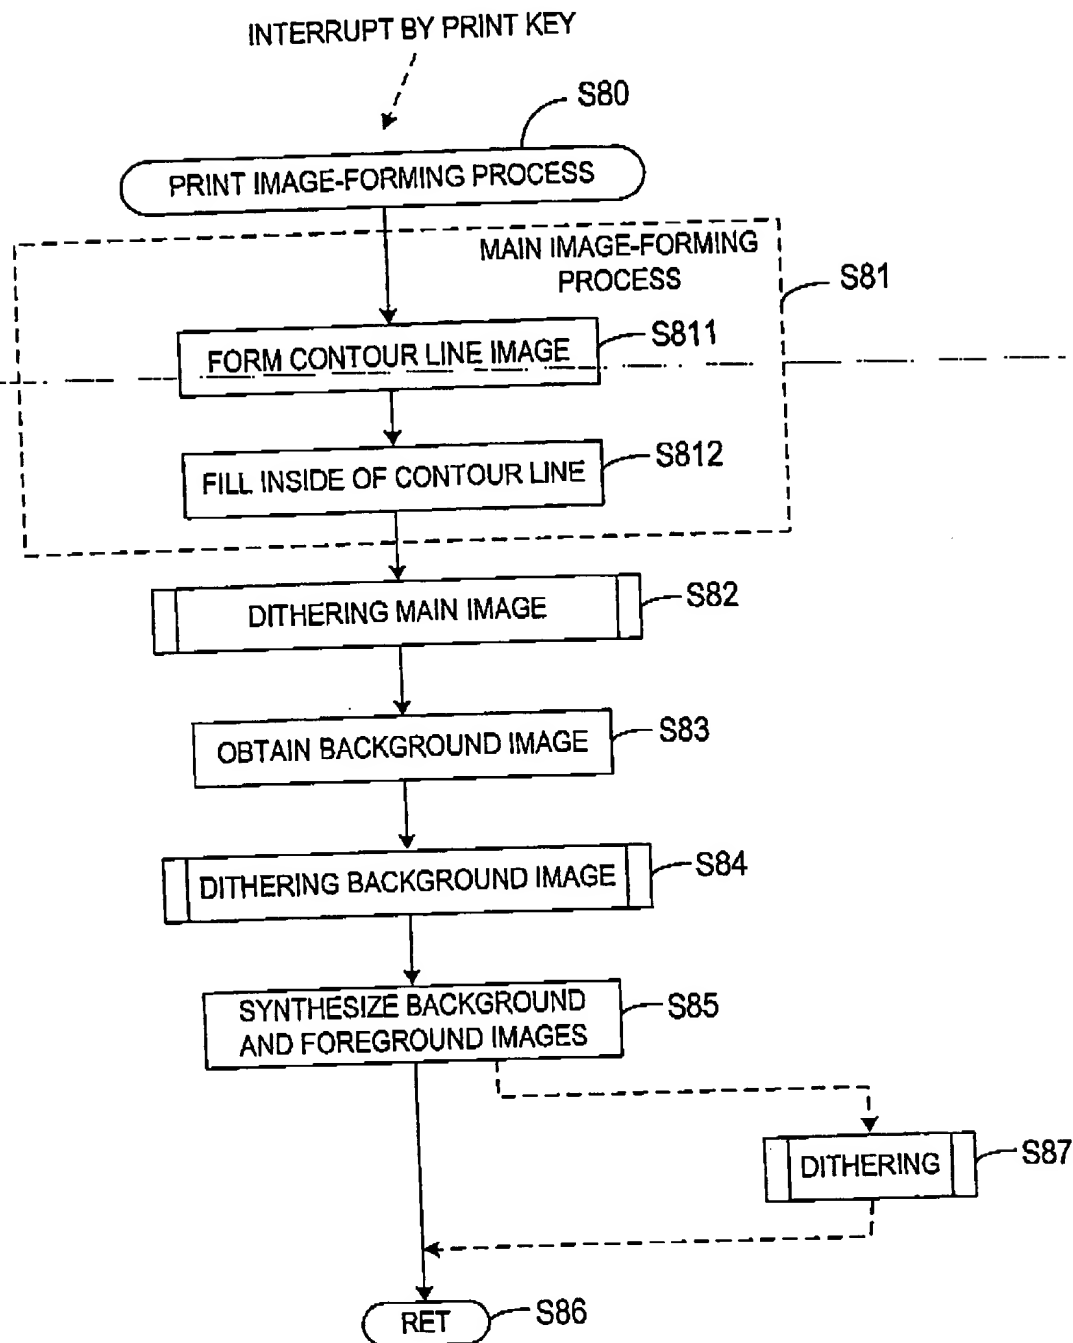 INTERRUPT BY PRINT KEY
S80
PRINT IMAGE-FORMING PROCESS
MAIN IMAGE-FORMING
PROCESS
S81
FORM CONTOUR LINE IMAGE
S811
FILL INSIDE OF CONTOUR LINE
S812
DITHERING MAIN IMAGE
S82
OBTAIN BACKGROUND IMAGE
S83
DITHERING BACKGROUND IMAGE
S84
SYNTHESIZE BACKGROUND
AND FOREGROUND IMAGES
S85
DITHERING
S87
RET
S86